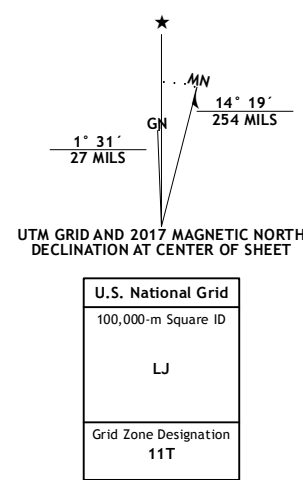 ★
MN
GN
14° 19´
254 MILS
1° 31´
27 MILS
UTM GRID AND 2017 MAGNETIC NORTH
DECLINATION AT CENTER OF SHEET
U.S. National Grid
100,000-m Square ID
LJ
Grid Zone Designation
11T